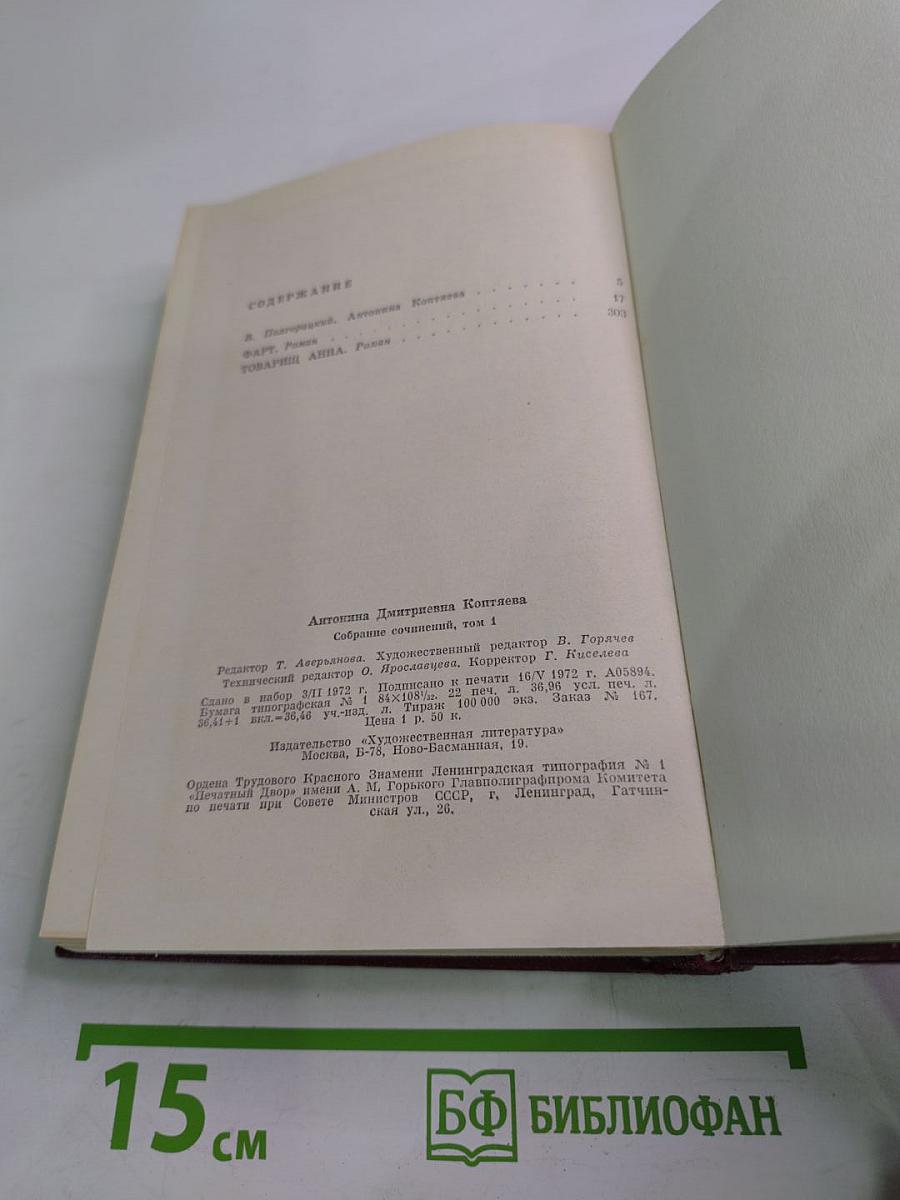 СОДЕРЖАНИЕ
В. Полторацкий. Антонина Коптяева . . . . . . . 5
ФАРТ. Роман . . . . . . . . . . . . . . . 17
ТОВАРИЩ АННА. Роман . . . . . . . . . . . 303
Антонина Дмитриевна Коптяева
Собрание сочинений, том 1
Редактор Т. Аверьянова. Художественный редактор В. Горячев
Технический редактор О. Ярославцева. Корректор Г. Киселева
Сдано в набор 3/II 1972 г. Подписано к печати 16/V 1972 г. А05894.
Бумага типографская № 1 84×108¹/₃₂. 22 печ. л. 36,96 усл. печ. л.
36,41+1 вкл.=36,46 уч.-изд. л. Тираж 100 000 экз. Заказ № 167.
Цена 1 р. 50 к.
Издательство «Художественная литература»
Москва, Б-78, Ново-Басманная, 19.
Ордена Трудового Красного Знамени Ленинградская типография № 1
«Печатный Двор» имени А. М. Горького Главполиграфпрома Комитета
по печати при Совете Министров СССР, г. Ленинград, Гатчин-
ская ул., 26.
15 см
БФ БИБЛИОФАН